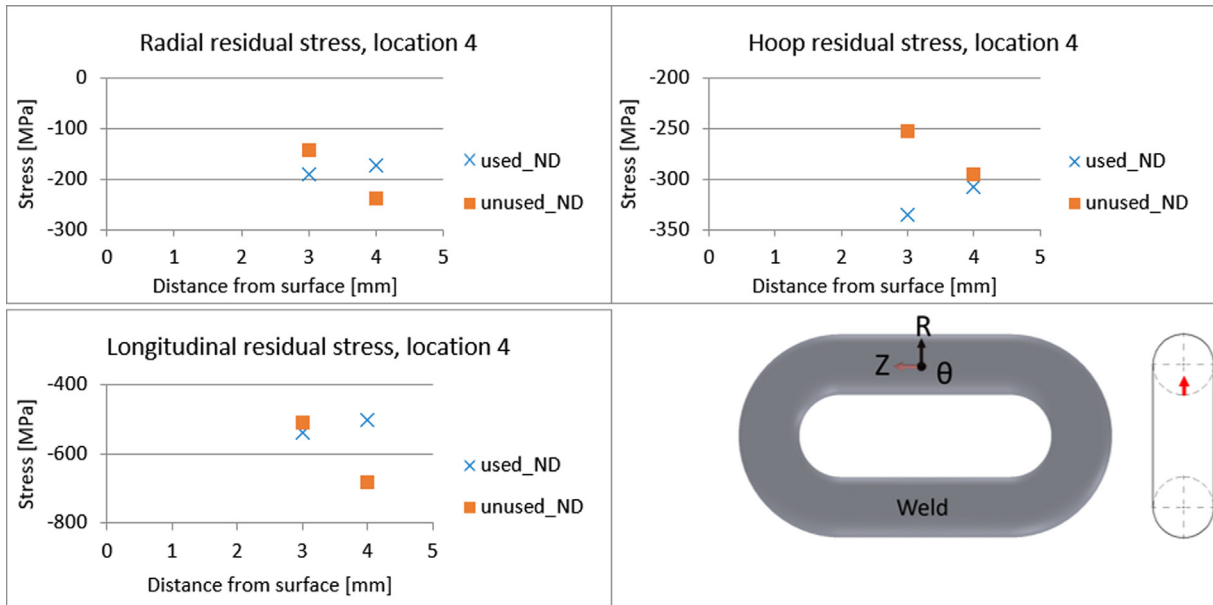 Radial residual stress, location 4
0
-100
-200
-300
Stress [MPa]
0 1 2 3 4 5
Distance from surface [mm]
used_ND
unused_ND
Hoop residual stress, location 4
-200
-250
-300
-350
Stress [MPa]
0 1 2 3 4 5
Distance from surface [mm]
used_ND
unused_ND
Longitudinal residual stress, location 4
-400
-600
-800
Stress [MPa]
0 1 2 3 4 5
Distance from surface [mm]
used_ND
unused_ND
R
Z
θ
Weld